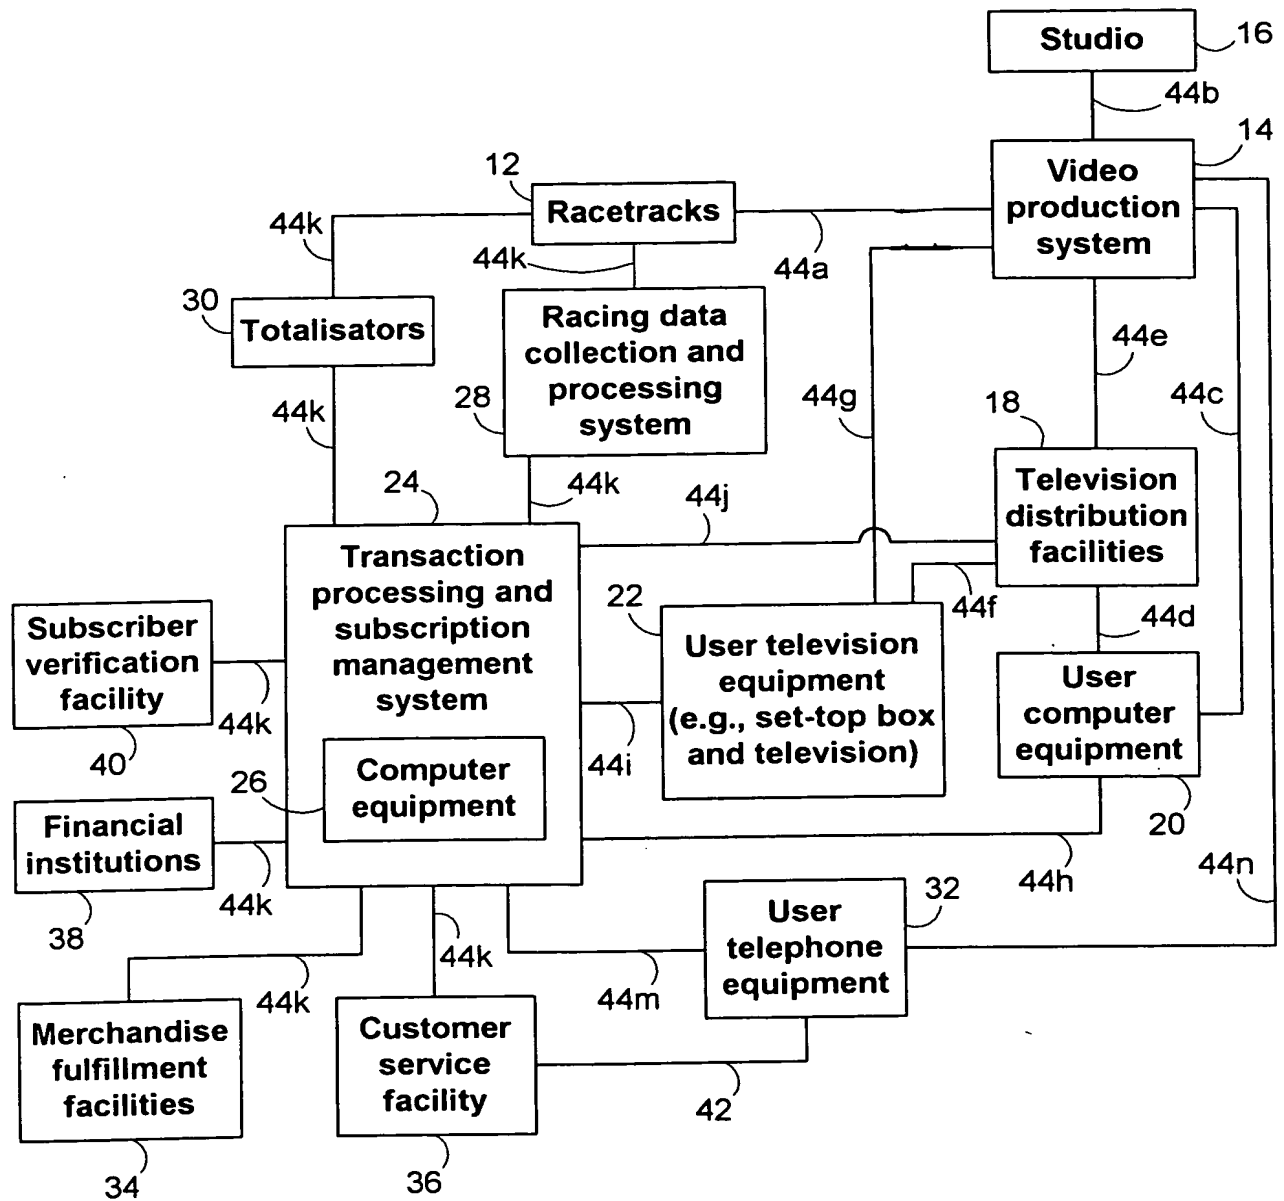 Studio
16
44b
14
Video
production
system
12
Racetracks
44k
44k
44a
30
Totalisators
Racing data
collection and
processing
system
44e
44g
44c
28
18
44k
44k
24
44j
Television
distribution
facilities
Transaction
processing and
subscription
management
system
22
44f
44d
Subscriber
verification
facility
User television
equipment
(e.g., set-top box
and television)
User
computer
equipment
44k
40
44i
26
Computer
equipment
20
Financial
institutions
44k
38
44h
44n
32
User
telephone
equipment
44k
44k
44m
Merchandise
fulfillment
facilities
Customer
service
facility
42
34
36